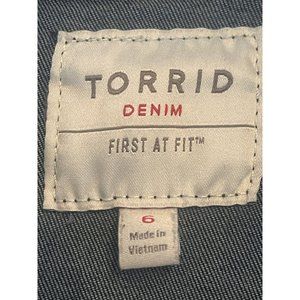 TORRID
DENIM
FIRST AT FIT™
6
Made in
Vietnam